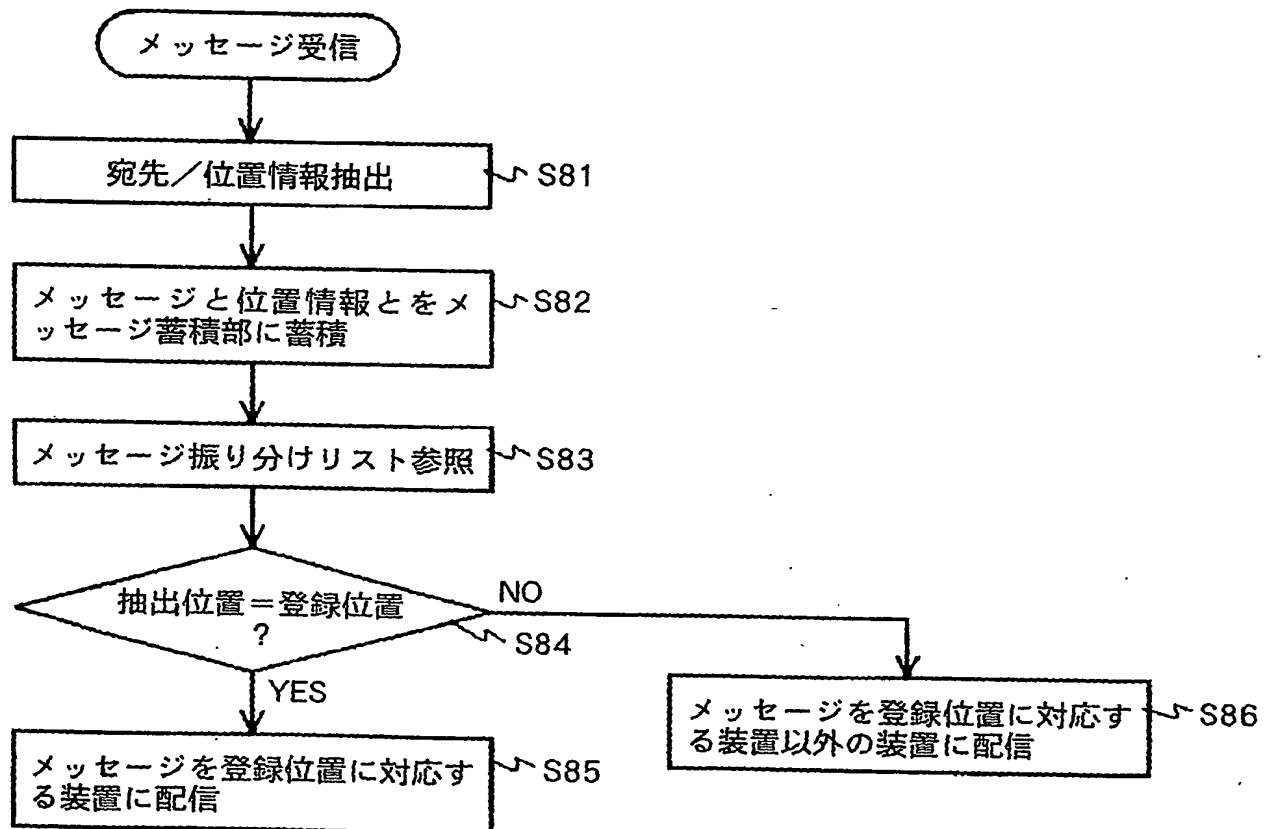 メッセージ受信
宛先／位置情報抽出
S81
メッセージと位置情報とをメ
ッセージ蓄積部に蓄積
S82
メッセージ振り分けリスト参照
S83
抽出位置＝登録位置
?
S84
NO
YES
メッセージを登録位置に対応す
る装置に配信
S85
メッセージを登録位置に対応す
る装置以外の装置に配信
S86